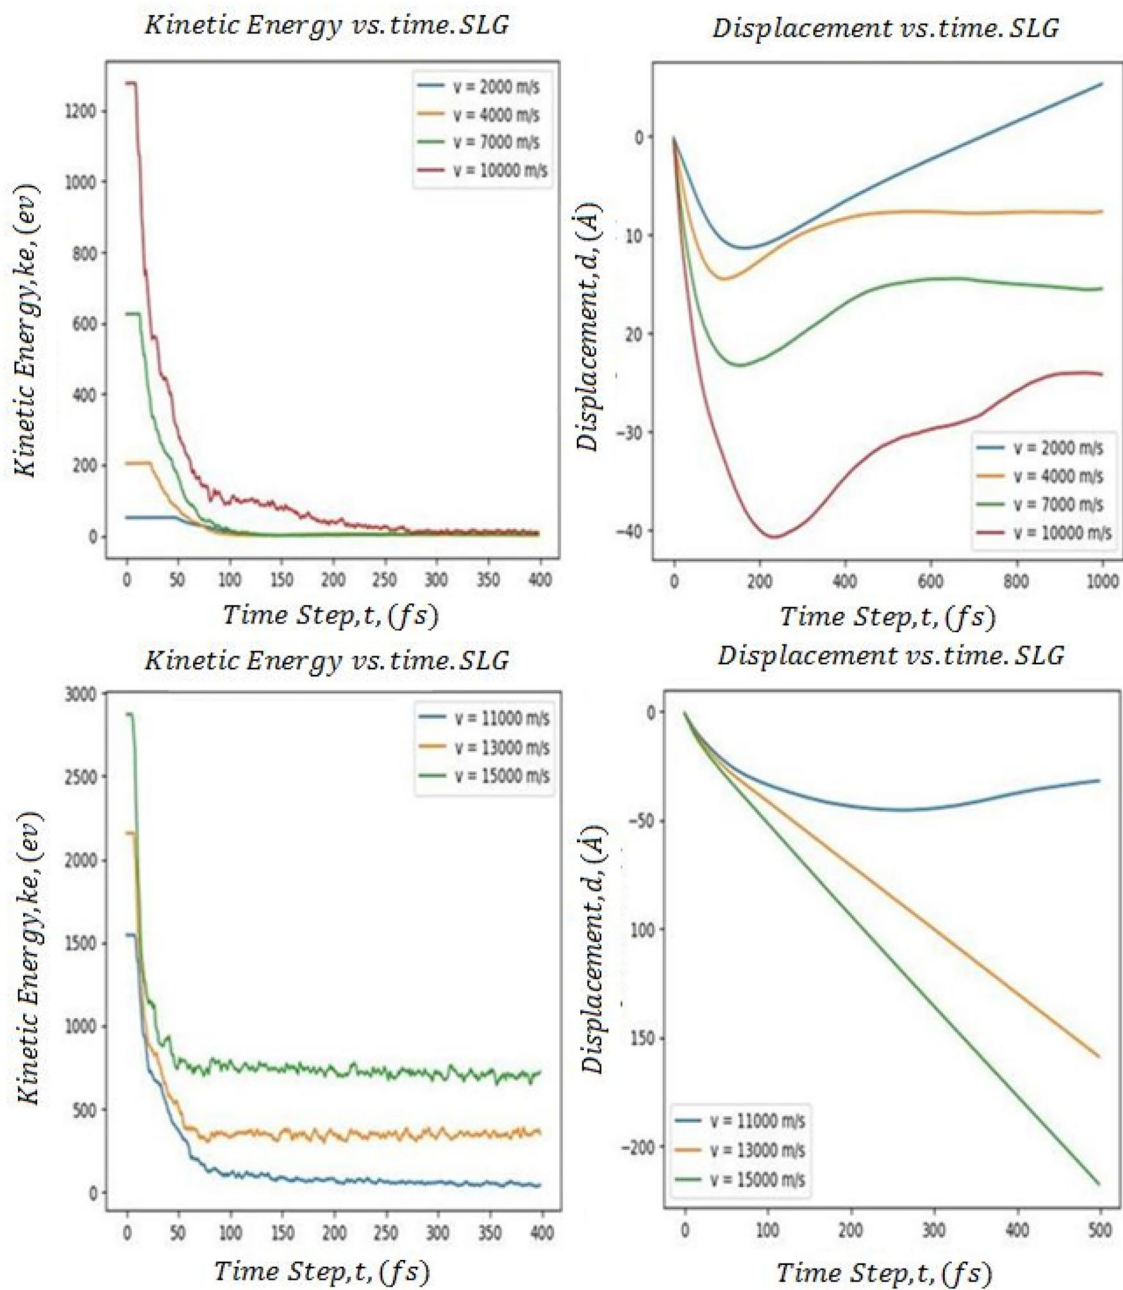 Kinetic Energy vs.time.SLG
Displacement vs.time.SLG
v = 2000 m/s
v = 4000 m/s
v = 7000 m/s
v = 10000 m/s
1200
1000
800
600
400
200
0
Kinetic Energy,ke,(ev)
0 50 100 150 200 250 300 350 400
Time Step,t,(fs)
0
10
20
−30
−40
Displacement,d,(Å)
v = 2000 m/s
v = 4000 m/s
v = 7000 m/s
v = 10000 m/s
0 200 400 600 800 1000
Time Step,t,(fs)
Kinetic Energy vs.time.SLG
Displacement vs.time.SLG
3000
2500
2000
1500
1000
500
0
Kinetic Energy,ke,(ev)
v = 11000 m/s
v = 13000 m/s
v = 15000 m/s
0 50 100 150 200 250 300 350 400
Time Step,t,(fs)
0
−50
100
150
−200
Displacement,d,(Å)
v = 11000 m/s
v = 13000 m/s
v = 15000 m/s
0 100 200 300 400 500
Time Step,t,(fs)